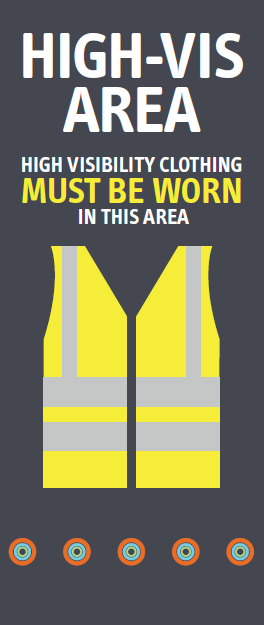 HIGH-VIS
AREA
HIGH VISIBILITY CLOTHING
MUST BE WORN
IN THIS AREA